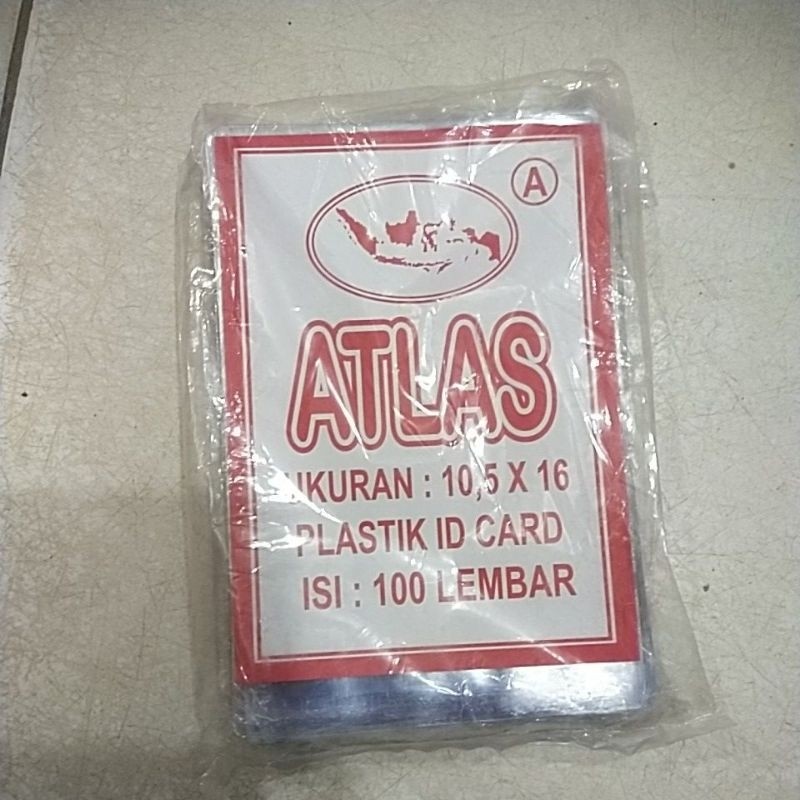 A
ATLAS
UKURAN : 10,5 X 16
PLASTIK ID CARD
ISI : 100 LEMBAR